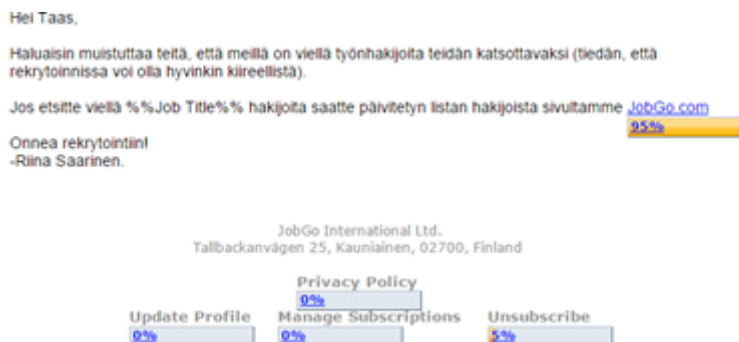 Hei Taas,
Haluaisin muistuttaa teitä, että meillä on viellä työnhakijoita teidän katsottavaksi (tiedän, että
rekrytoinnissa voi olla hyvinkin kiireellistä).
Jos etsitte viellä %%Job Title%% hakijoita saatte päivitetyn listan hakijoista sivultamme JobGo.com
95%
Onnea rekrytointiin!
-Riina Saarinen.
JobGo International Ltd.
Tallbackanvägen 25, Kauniainen, 02700, Finland
Privacy Policy
0%
Update Profile Manage Subscriptions Unsubscribe
0% 0% 5%